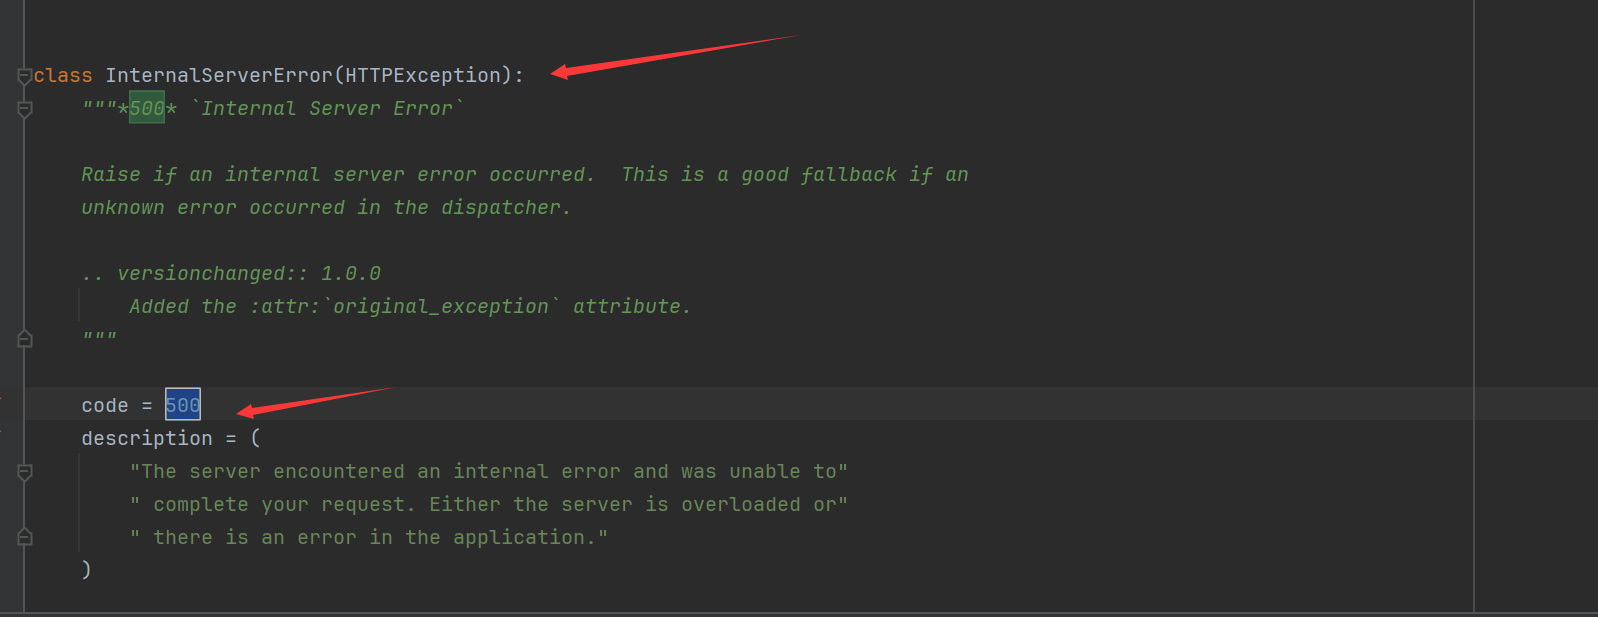 class InternalServerError(HTTPException):
"""*500* `Internal Server Error`
Raise if an internal server error occurred.  This is a good fallback if an
unknown error occurred in the dispatcher.
.. versionchanged:: 1.0.0
Added the :attr:`original_exception` attribute.
"""
code = 500
description = (
"The server encountered an internal error and was unable to"
" complete your request. Either the server is overloaded or"
" there is an error in the application."
)